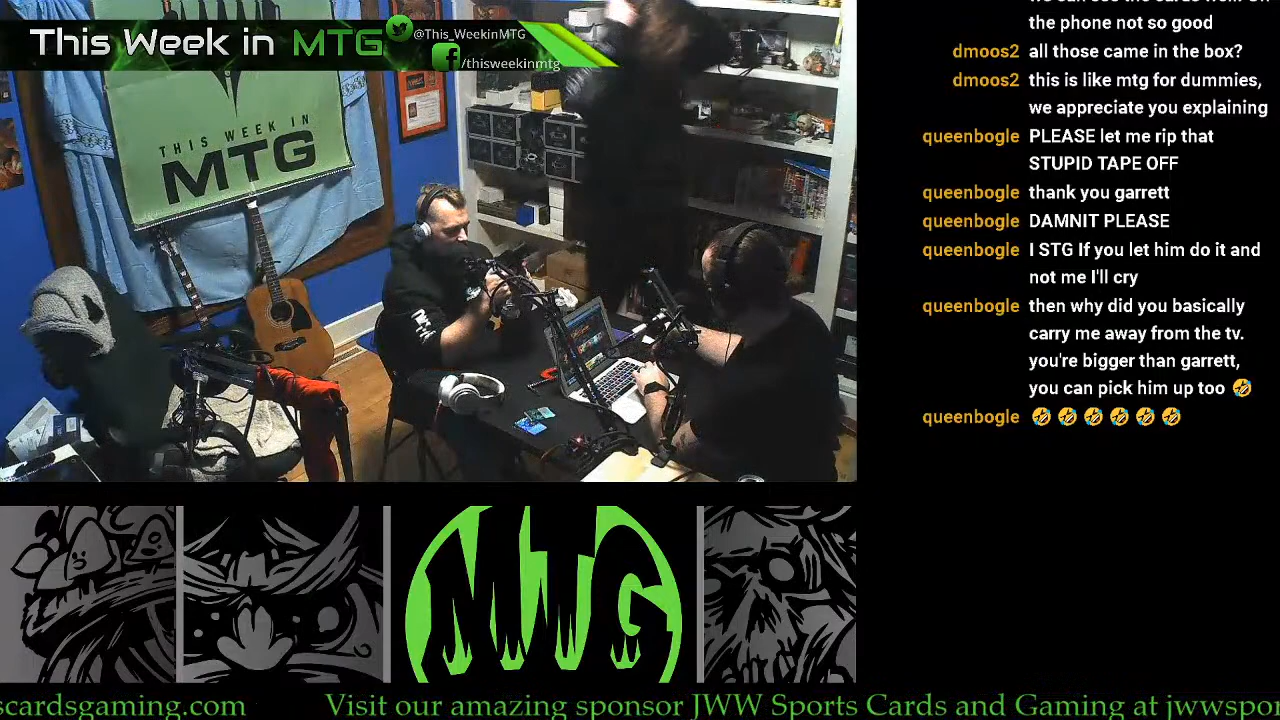 This Week in MTG
@This_WeekinMTG
/thisweekinmtg
THIS WEEK IN
MTG
the phone not so good
dmoos2 all those came in the box?
dmoos2 this is like mtg for dummies,
we appreciate you explaining
queenbogle PLEASE let me rip that
STUPID TAPE OFF
queenbogle thank you garrett
queenbogle DAMNIT PLEASE
queenbogle I STG If you let him do it and
not me I'll cry
queenbogle then why did you basically
carry me away from the tv.
you're bigger than garrett,
you can pick him up too 🤣
queenbogle 🤣 🤣 🤣 🤣 🤣 🤣
MTG
scardsgaming.com Visit our amazing sponsor JWW Sports Cards and Gaming at jwwspor